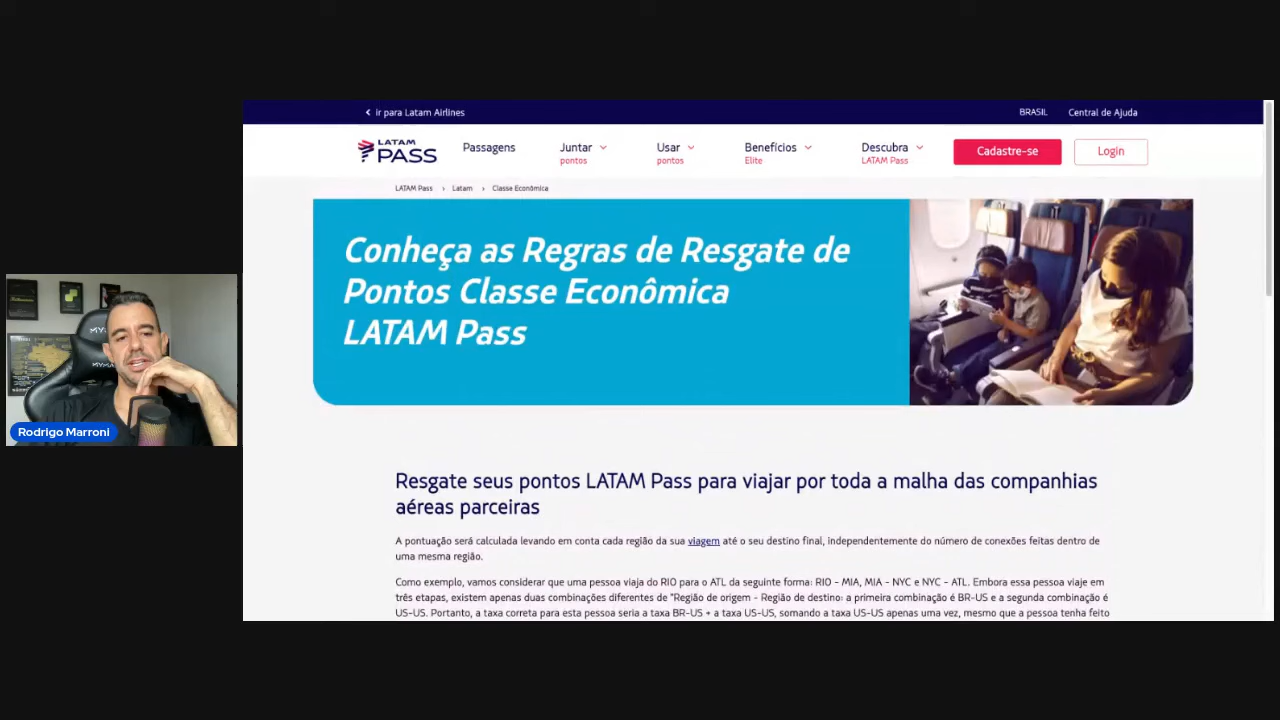 ir para Latam Airlines
BRASIL
Central de Ajuda
LATAM
PASS
Passagens
Juntar
pontos
Usar
pontos
Benefícios
Elite
Descubra
LATAM Pass
Cadastre-se
Login
LATAM Pass › Latam › Classe Econômica
Conheça as Regras de Resgate de
Pontos Classe Econômica
LATAM Pass
Rodrigo Marroni
Resgate seus pontos LATAM Pass para viajar por toda a malha das companhias
aéreas parceiras
A pontuação será calculada levando em conta cada região da sua viagem até o seu destino final, independentemente do número de conexões feitas dentro de
uma mesma região.
Como exemplo, vamos considerar que uma pessoa viaja do RIO para o ATL da seguinte forma: RIO - MIA, MIA - NYC e NYC - ATL. Embora essa pessoa viaje em
três etapas, existem apenas duas combinações diferentes de "Região de origem - Região de destino: a primeira combinação é BR-US e a segunda combinação é
US-US. Portanto, a taxa correta para esta pessoa seria a taxa BR-US + a taxa US-US, somando a taxa US-US apenas uma vez, mesmo que a pessoa tenha feito